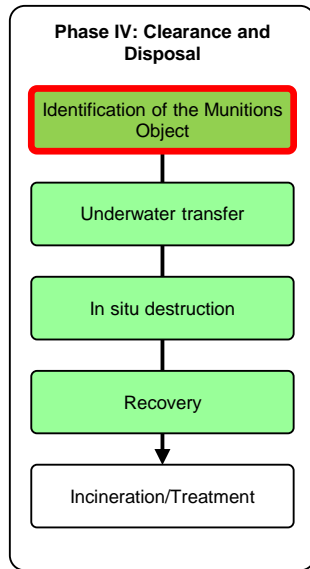 Phase IV: Clearance and
Disposal
Identification of the Munitions
Object
Underwater transfer
In situ destruction
Recovery
Incineration/Treatment